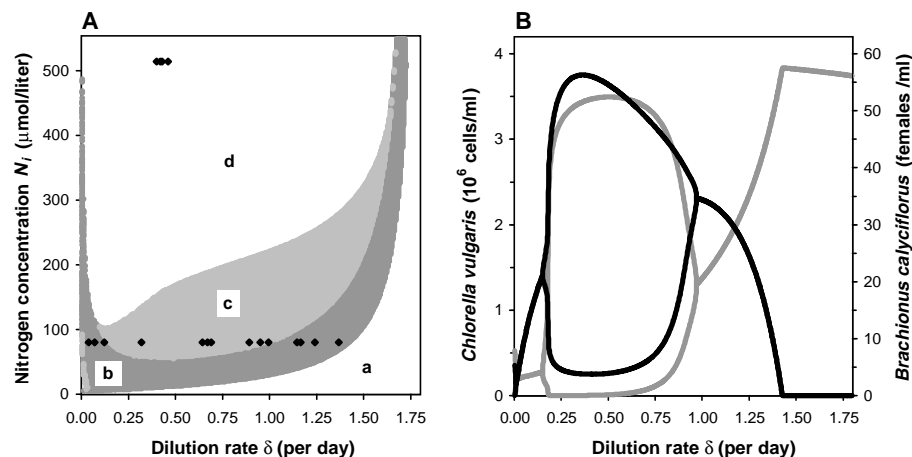 A
Nitrogen concentration Ni (μmol/liter)
500
400
300
200
100
0
d
c
b
a
0.00 0.25 0.50 0.75 1.00 1.25 1.50 1.75
Dilution rate δ (per day)
B
Chlorella vulgaris (10^6 cells/ml)
4
3
2
1
0
0.00 0.25 0.50 0.75 1.00 1.25 1.50 1.75
Dilution rate δ (per day)
60
50
40
30
20
10
0
Brachionus calyciflorus (females /ml)